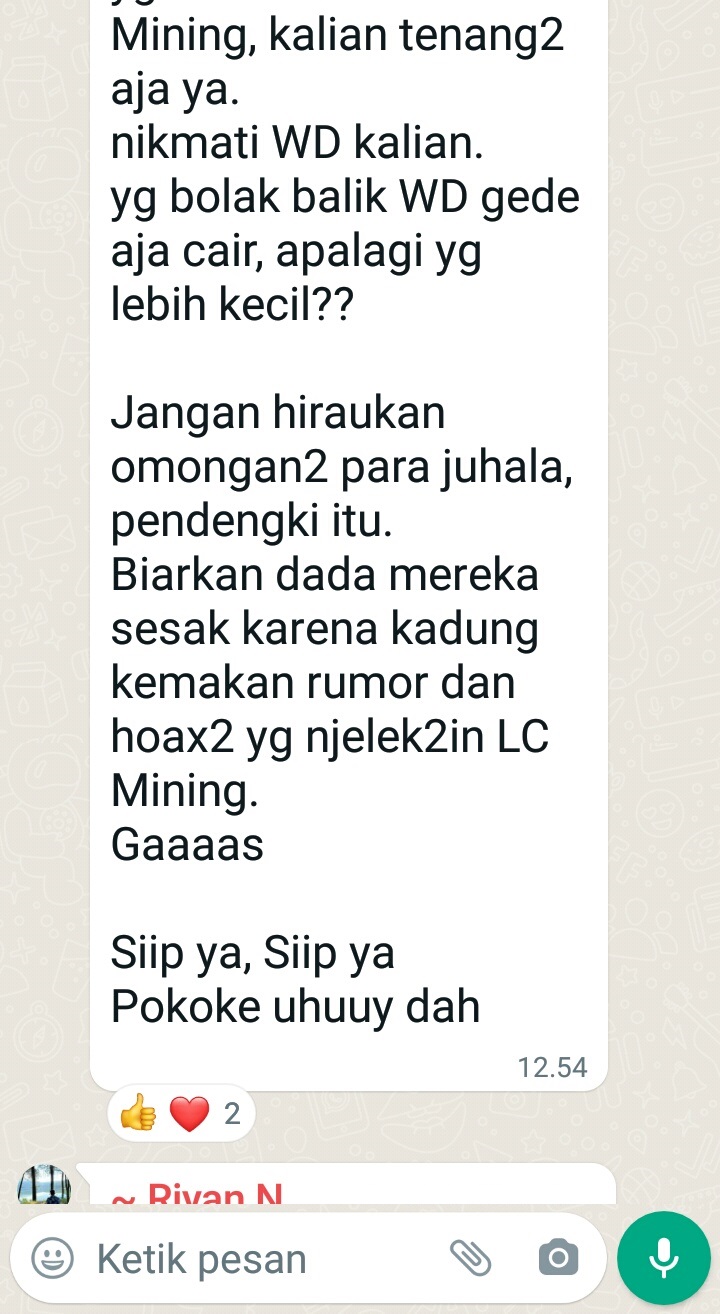 Mining, kalian tenang2
aja ya.
nikmati WD kalian.
yg bolak balik WD gede
aja cair, apalagi yg
lebih kecil??
Jangan hiraukan
omongan2 para juhala,
pendengki itu.
Biarkan dada mereka
sesak karena kadung
kemakan rumor dan
hoax2 yg njelek2in LC
Mining.
Gaaaas
Siip ya, Siip ya
Pokoke uhuuy dah
12.54
👍❤️ 2
~ Riyan N
Ketik pesan